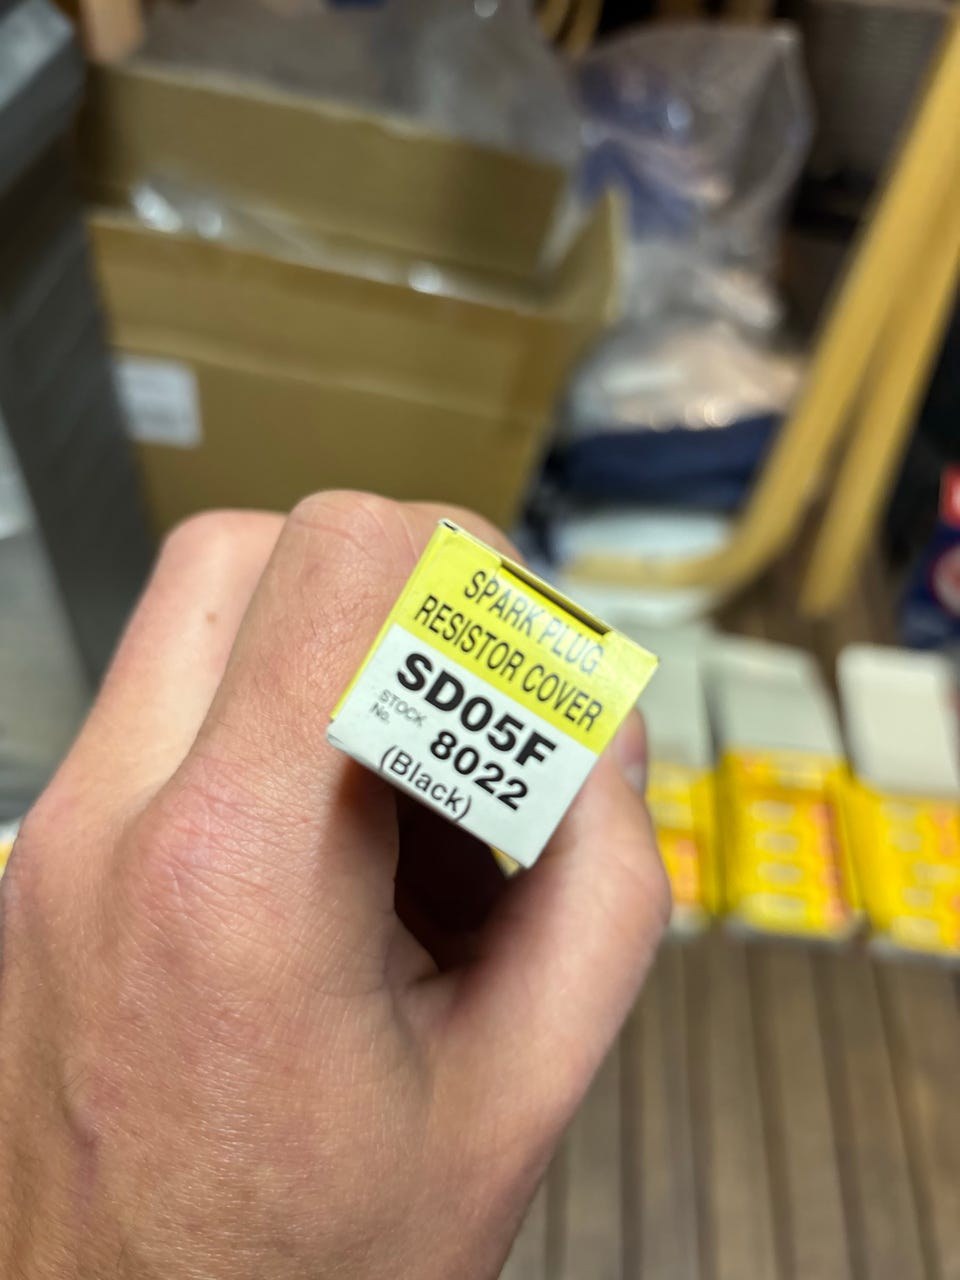 SPARK PLUG
RESISTOR COVER
SD05F
STOCK
No. 8022
(Black)